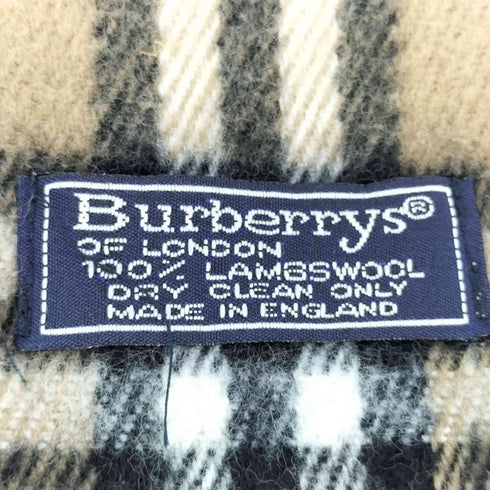 Burberrys®
OF LONDON
100% LAMBSWOOL
DRY CLEAN ONLY
MADE IN ENGLAND